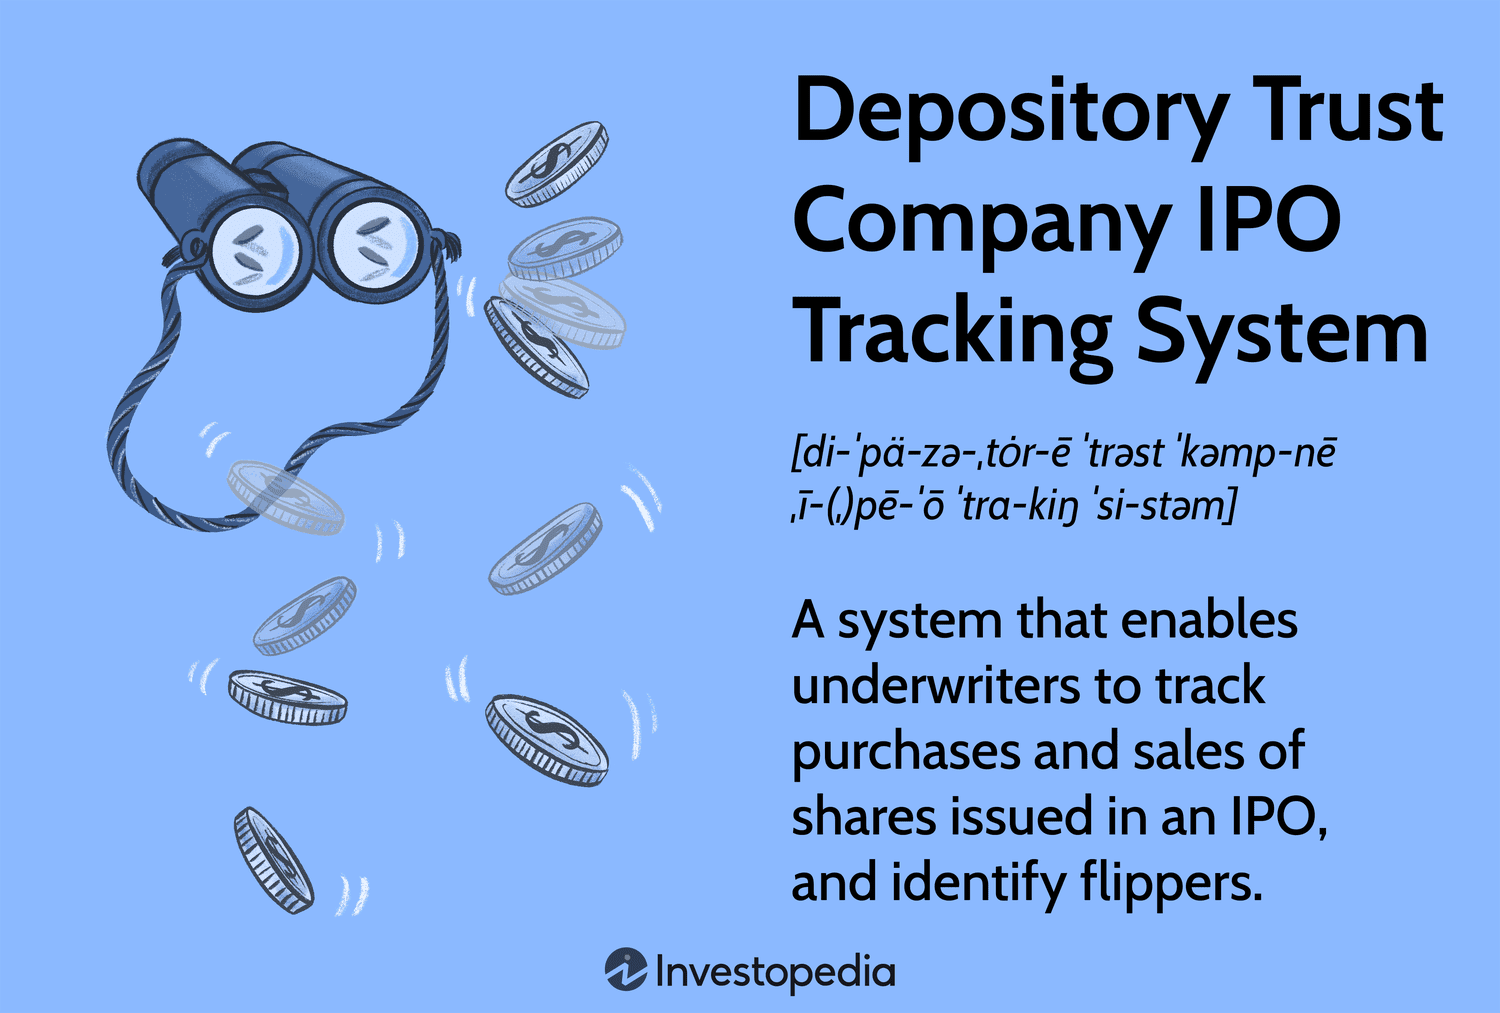 Depository Trust
Company IPO
Tracking System
[di-ˈpä-zə-ˌtȯr-ē ˈtrəst ˈkəmp-nē
ˌī-(ˌ)pē-ˈō ˈtra-kiŋ ˈsi-stəm]
A system that enables
underwriters to track
purchases and sales of
shares issued in an IPO,
and identify flippers.
Investopedia